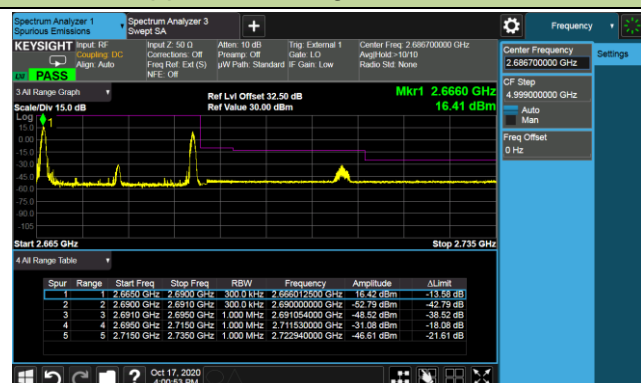 Spectrum Analyzer 1
Spurious Emissions
Spectrum Analyzer 3
Swept SA
Frequency
KEYSIGHT
Input: RF
Coupling: DC
Align: Auto
Input Z: 50 Ω
Corrections: Off
Freq Ref: Ext (S)
NFE: Off
Atten: 10 dB
Preamp: Off
µW Path: Standard
Trig: External 1
Gate: LO
IF Gain: Low
Center Freq: 2.686700000 GHz
Avg|Hold:>10/10
Radio Std: None
PASS
Center Frequency
2.686700000 GHz
Settings
CF Step
4.999000000 GHz
Auto
Man
Freq Offset
0 Hz
3 All Range Graph
Scale/Div 15.0 dB
Ref Lvl Offset 32.50 dB
Ref Value 30.00 dBm
Mkr1 2.6660 GHz
16.41 dBm
Log
1
15.0
0.00
-15.0
-30.0
-45.0
-60.0
-75.0
-90.0
-105
Start 2.665 GHz
Stop 2.735 GHz
4 All Range Table
Spur Range Start Freq Stop Freq RBW Frequency Amplitude ΔLimit
1 1 2.6650 GHz 2.6900 GHz 300.0 kHz 2.666012500 GHz 16.42 dBm -13.58 dB
2 2 2.6900 GHz 2.6910 GHz 300.0 kHz 2.690000000 GHz -52.79 dBm -42.79 dB
3 3 2.6910 GHz 2.6950 GHz 1.000 MHz 2.691054000 GHz -48.52 dBm -38.52 dB
4 4 2.6950 GHz 2.7150 GHz 1.000 MHz 2.711530000 GHz -31.08 dBm -18.08 dB
5 5 2.7150 GHz 2.7350 GHz 1.000 MHz 2.722940000 GHz -46.61 dBm -21.61 dB
Oct 17, 2020
4:00:53 PM